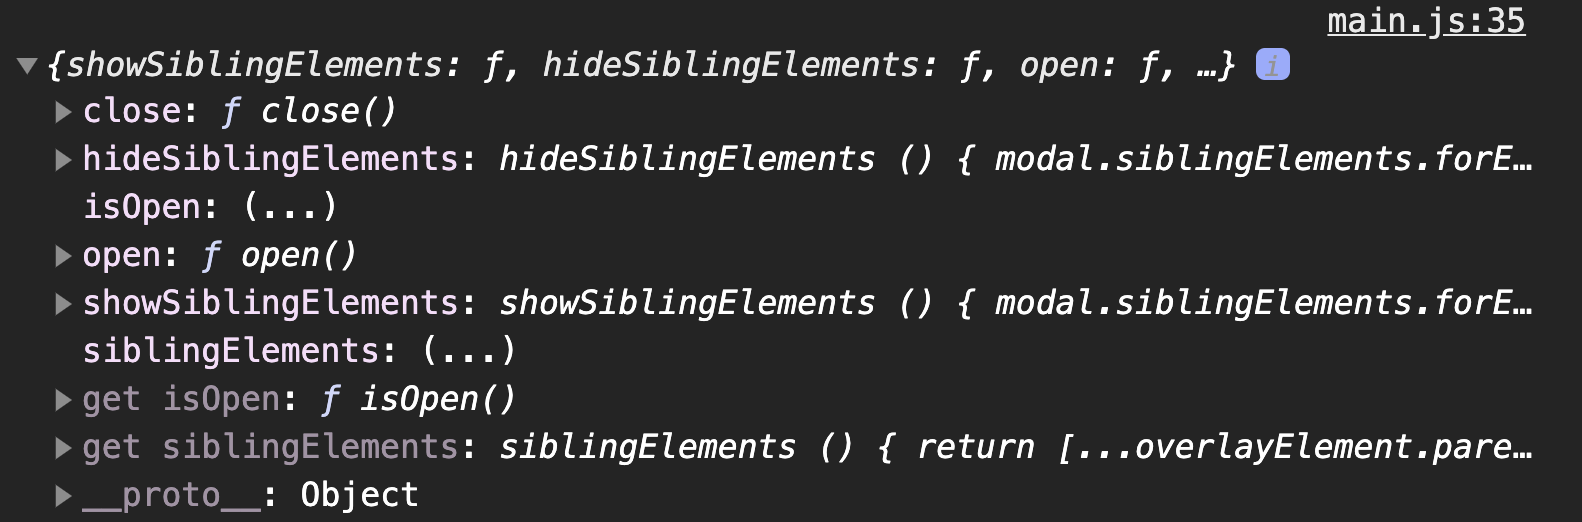 main.js:35
{showSiblingElements: ƒ, hideSiblingElements: ƒ, open: ƒ, …} i
close: ƒ close()
hideSiblingElements: hideSiblingElements () { modal.siblingElements.forE…
isOpen: (...)
open: ƒ open()
showSiblingElements: showSiblingElements () { modal.siblingElements.forE…
siblingElements: (...)
get isOpen: ƒ isOpen()
get siblingElements: siblingElements () { return [...overlayElement.pare…
__proto__: Object